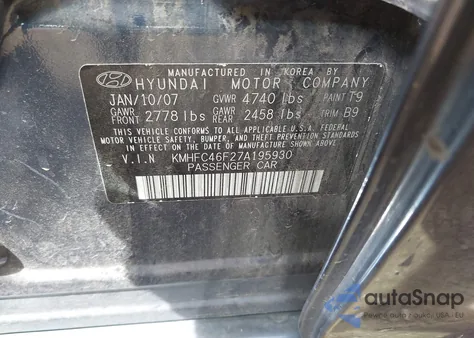 MANUFACTURED IN KOREA BY
HYUNDAI MOTOR COMPANY
JAN/10/07 GVWR 4740 lbs PAINT T9
GAWR FRONT 2778 lbs GAWR REAR 2458 lbs TRIM B9
THIS VEHICLE CONFORMS TO ALL APPLICABLE U.S.A. FEDERAL
MOTOR VEHICLE SAFETY, BUMPER, AND THEFT PREVENTION
STANDARDS IN EFFECT ON THE DATE OF MANUFACTURE SHOWN ABOVE.
V.I.N KMHFC46F27A195930
PASSENGER CAR
autoSnap